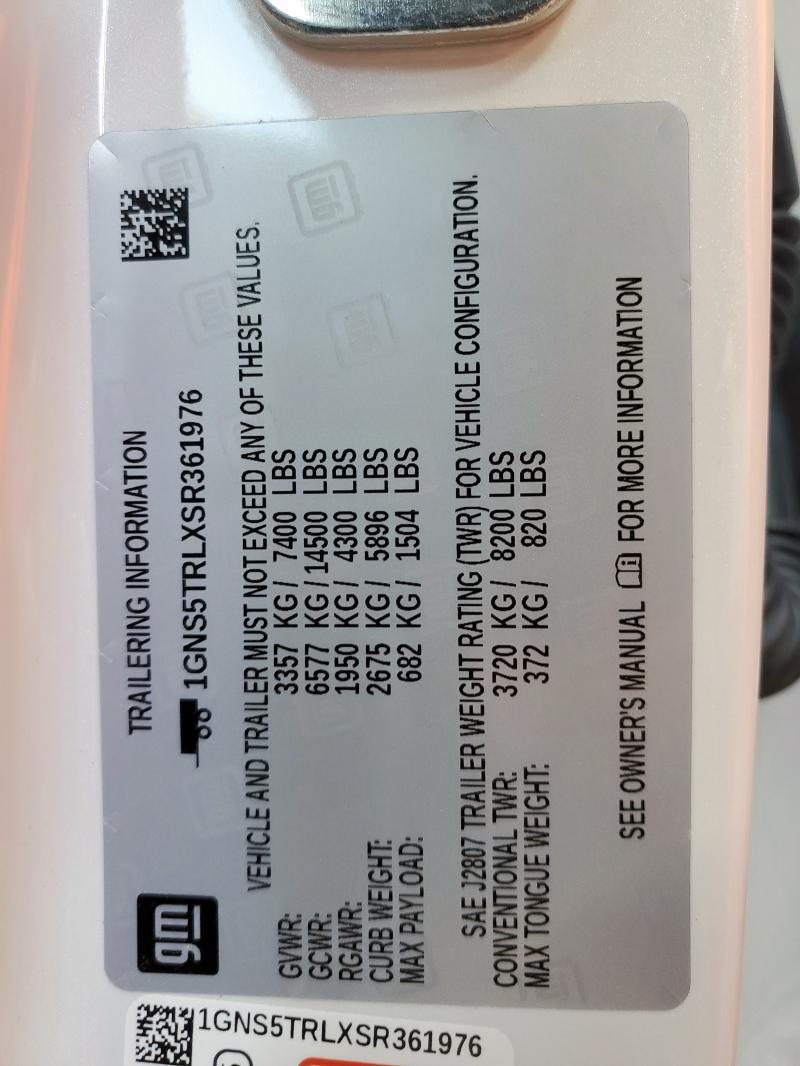 gm
TRAILERING INFORMATION
1GNS5TRLXSR361976
VEHICLE AND TRAILER MUST NOT EXCEED ANY OF THESE VALUES.
GVWR: 3357 KG / 7400 LBS
GCWR: 6577 KG / 14500 LBS
RGAWR: 1950 KG / 4300 LBS
CURB WEIGHT: 2675 KG / 5896 LBS
MAX PAYLOAD: 682 KG / 1504 LBS
SAE J2807 TRAILER WEIGHT RATING (TWR) FOR VEHICLE CONFIGURATION.
CONVENTIONAL TWR: 3720 KG / 8200 LBS
MAX TONGUE WEIGHT: 372 KG / 820 LBS
SEE OWNER'S MANUAL FOR MORE INFORMATION
1GNS5TRLXSR361976